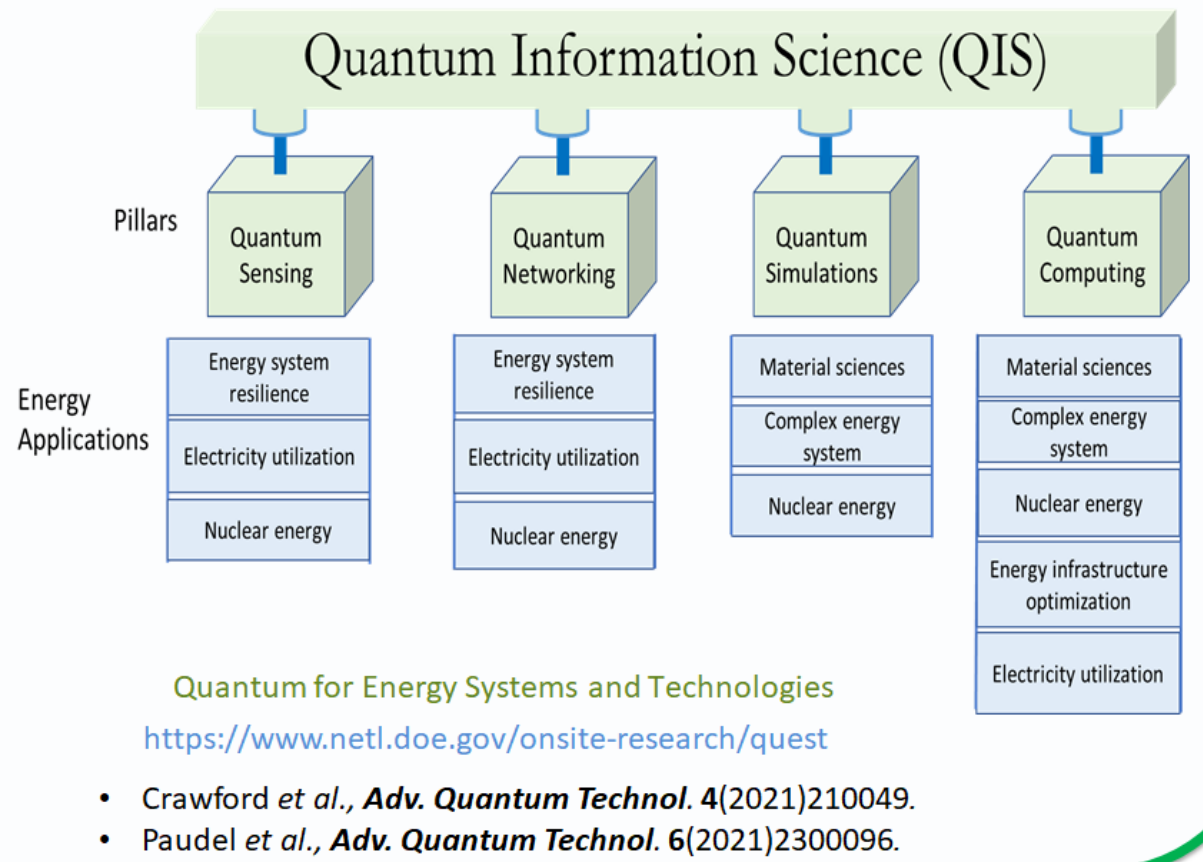 Quantum Information Science (QIS)
Pillars
Quantum
Sensing
Quantum
Networking
Quantum
Simulations
Quantum
Computing
Energy
Applications
Energy system
resilience
Electricity utilization
Nuclear energy
Energy system
resilience
Electricity utilization
Nuclear energy
Material sciences
Complex energy
system
Nuclear energy
Material sciences
Complex energy
system
Nuclear energy
Energy infrastructure
optimization
Electricity utilization
Quantum for Energy Systems and Technologies
https://www.netl.doe.gov/onsite-research/quest
• Crawford et al., Adv. Quantum Technol. 4(2021)210049.
• Paudel et al., Adv. Quantum Technol. 6(2021)2300096.